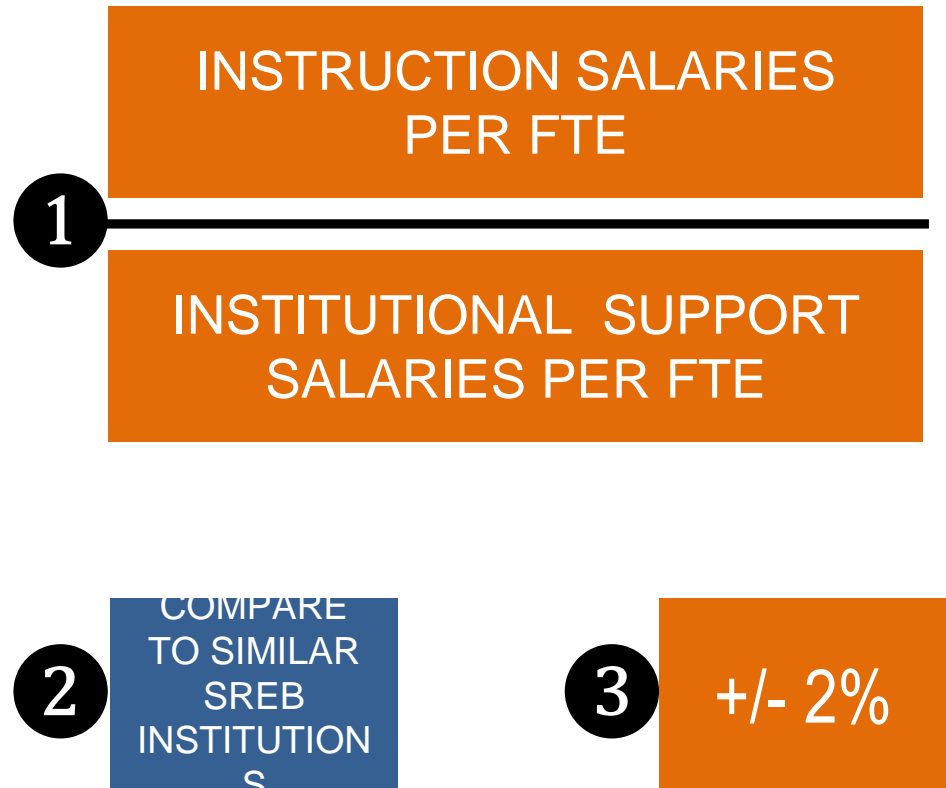 INSTRUCTION SALARIES
PER FTE
1
INSTITUTIONAL SUPPORT
SALARIES PER FTE
2
COMPARE
TO SIMILAR
SREB
INSTITUTION
S
3
+/- 2%